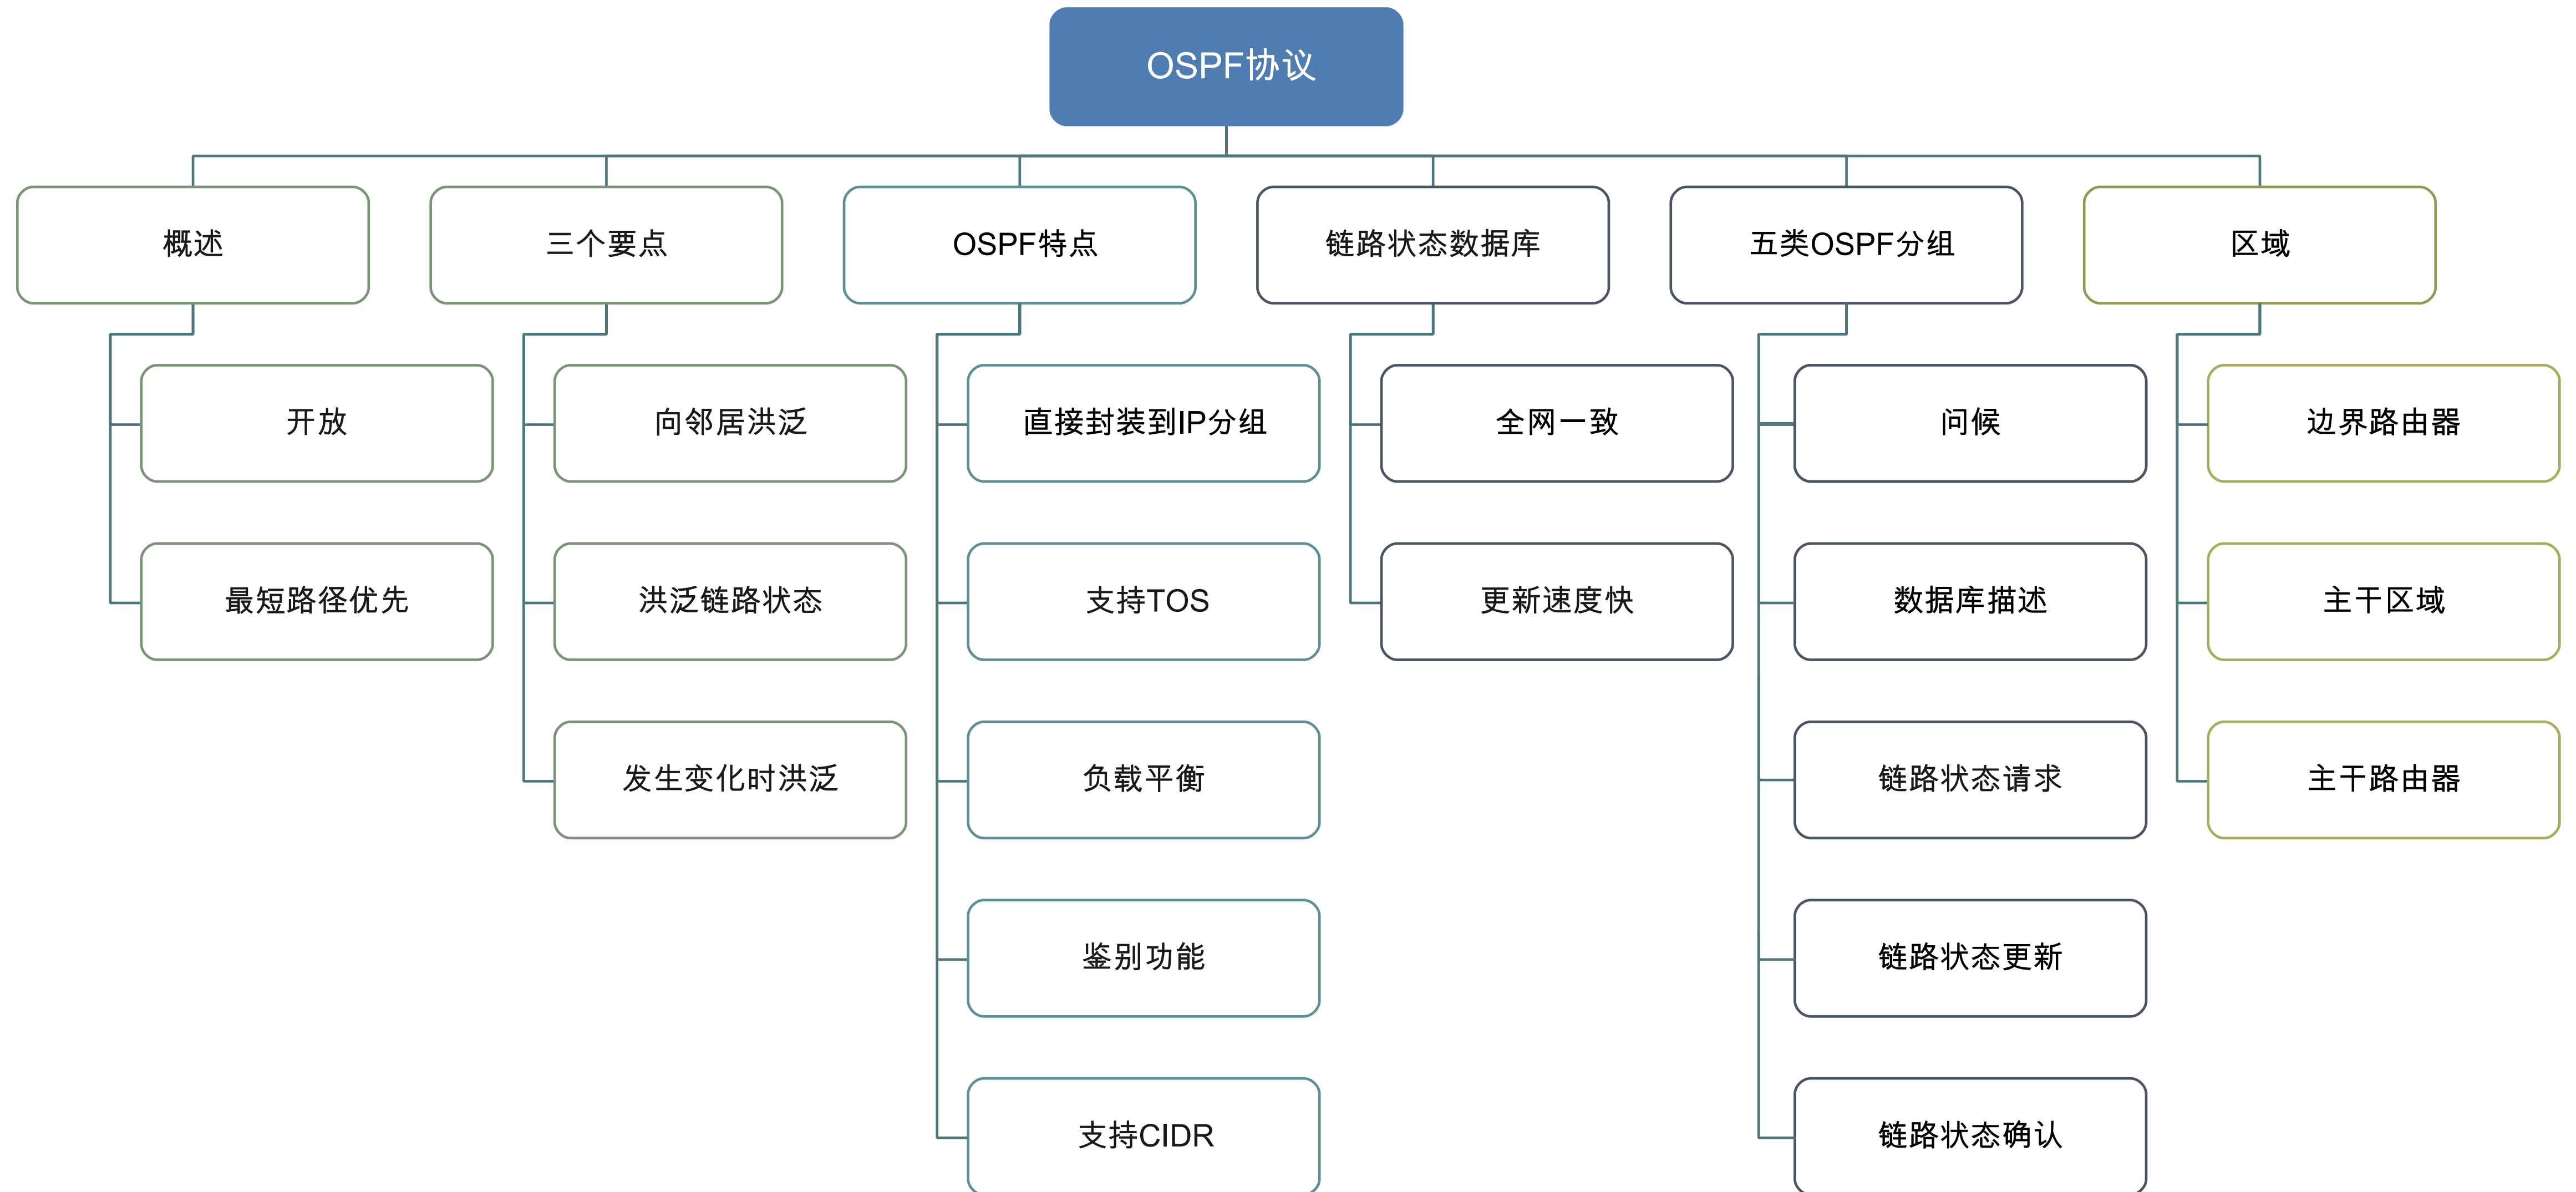 OSPF协议
概述
三个要点
OSPF特点
链路状态数据库
五类OSPF分组
区域
开放
向邻居洪泛
直接封装到IP分组
全网一致
问候
边界路由器
最短路径优先
洪泛链路状态
支持TOS
更新速度快
数据库描述
主干区域
发生变化时洪泛
负载平衡
链路状态请求
主干路由器
鉴别功能
链路状态更新
支持CIDR
链路状态确认